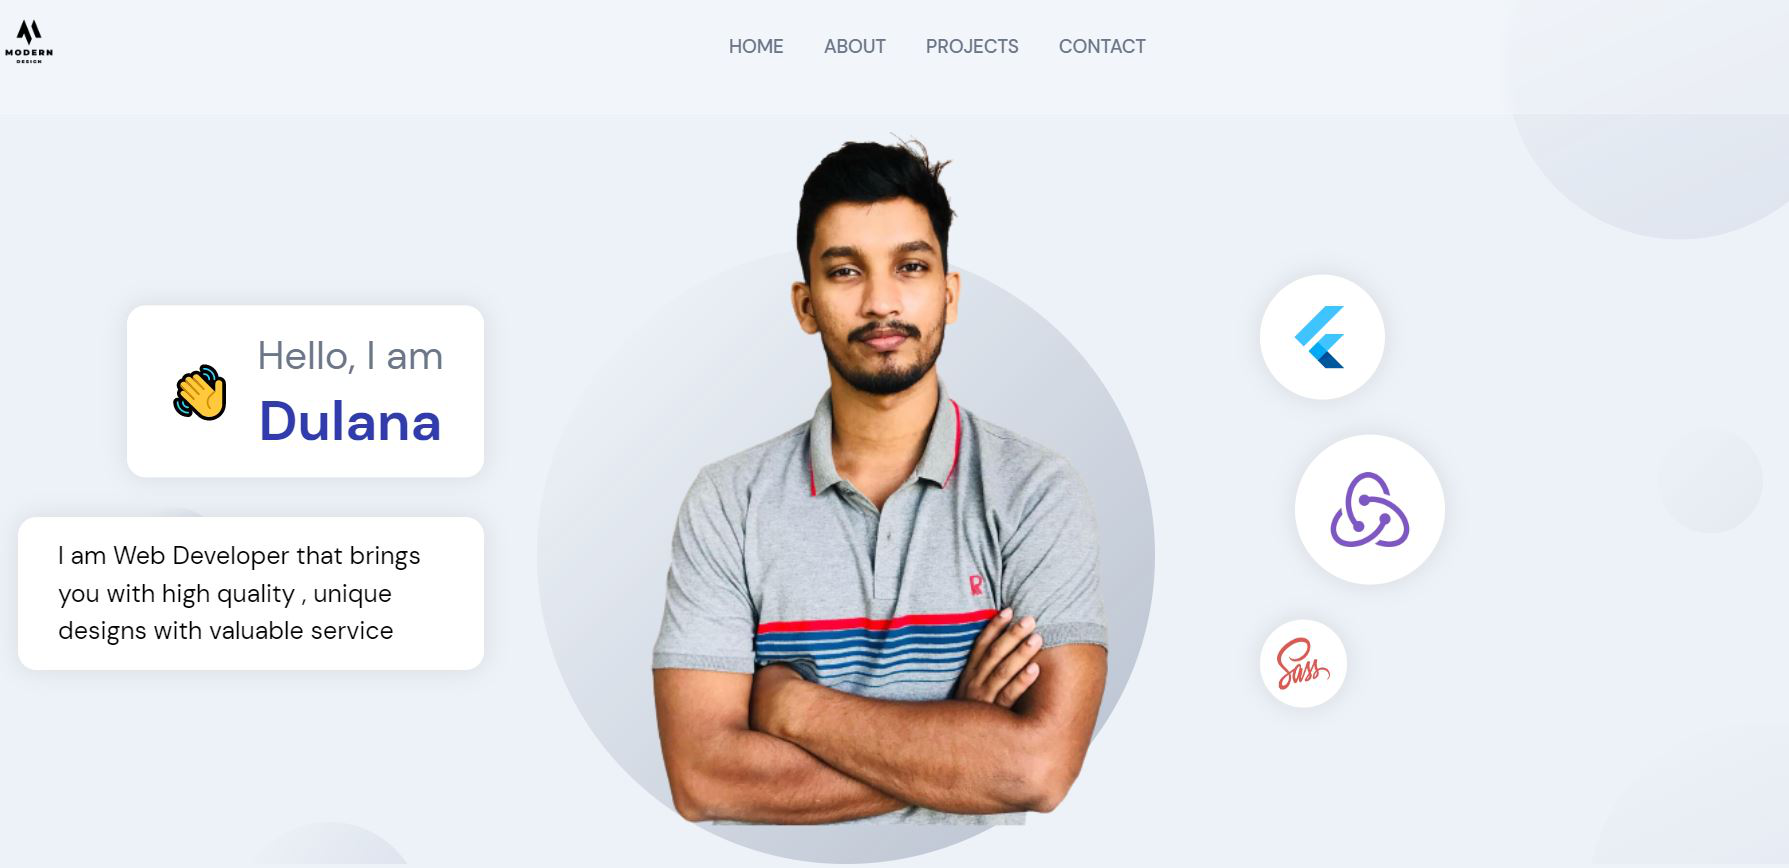 MODERN
DESIGN
HOME ABOUT PROJECTS CONTACT
Hello, I am
Dulana
I am Web Developer that brings
you with high quality , unique
designs with valuable service
R
Sass